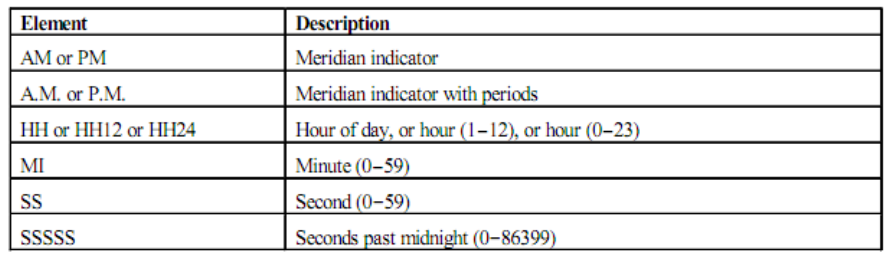 Element Description
AM or PM Meridian indicator
A.M. or P.M. Meridian indicator with periods
HH or HH12 or HH24 Hour of day, or hour (1−12), or hour (0−23)
MI Minute (0−59)
SS Second (0−59)
SSSSS Seconds past midnight (0−86399)